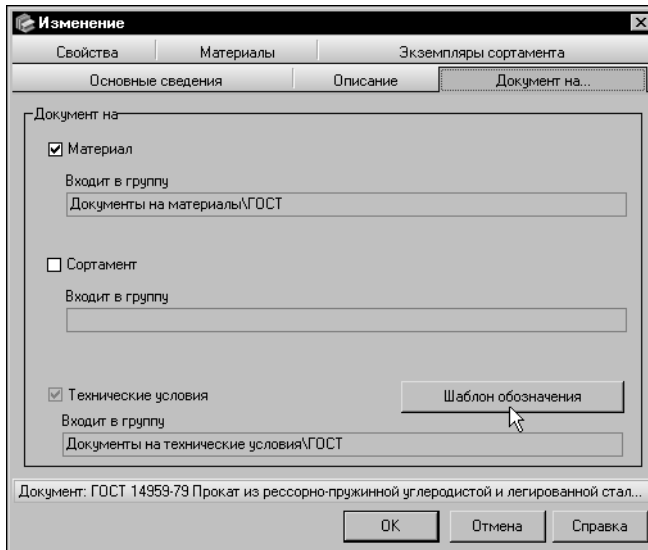 Изменение
Свойства Материалы Экземпляры сортамента
Основные сведения Описание Документ на...
Документ на
Материал
Входит в группу
Документы на материалы\ГОСТ
Сортамент
Входит в группу
Технические условия Шаблон обозначения
Входит в группу
Документы на технические условия\ГОСТ
Документ: ГОСТ 14959-79 Прокат из рессорно-пружинной углеродистой и легированной стал...
OK Отмена Справка